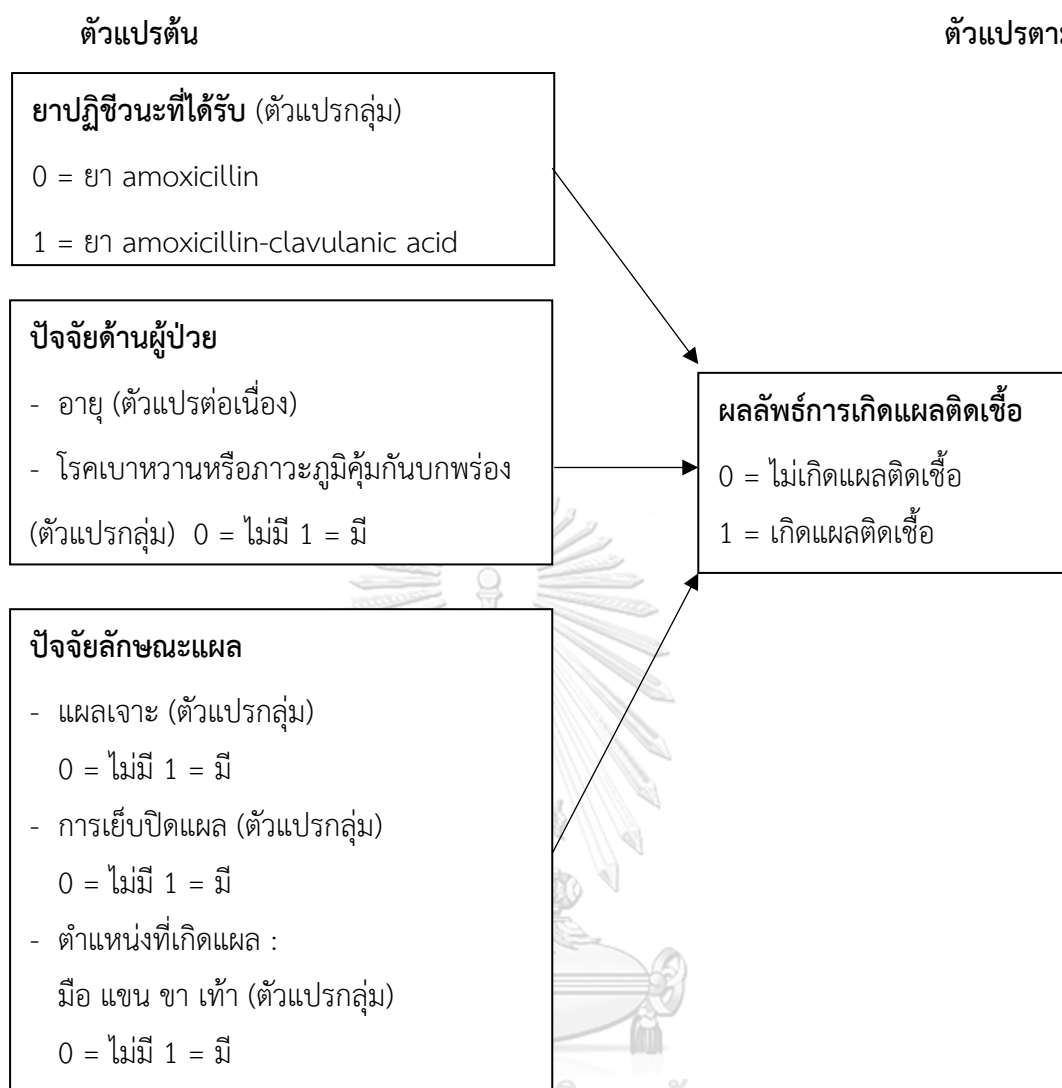 ตัวแปรต้น
ยาปฏิชีวนะที่ได้รับ (ตัวแปรกลุ่ม)
0 = ยา amoxicillin
1 = ยา amoxicillin-clavulanic acid
ปัจจัยด้านผู้ป่วย
- อายุ (ตัวแปรต่อเนื่อง)
- โรคเบาหวานหรือภาวะภูมิคุ้มกันบกพร่อง
(ตัวแปรกลุ่ม) 0 = ไม่มี 1 = มี
ปัจจัยลักษณะแผล
- แผลเจาะ (ตัวแปรกลุ่ม)
0 = ไม่มี 1 = มี
- การเย็บปิดแผล (ตัวแปรกลุ่ม)
0 = ไม่มี 1 = มี
- ตำแหน่งที่เกิดแผล :
มือ แขน ขา เท้า (ตัวแปรกลุ่ม)
0 = ไม่มี 1 = มี
ผลลัพธ์การเกิดแผลติดเชื้อ
0 = ไม่เกิดแผลติดเชื้อ
1 = เกิดแผลติดเชื้อ